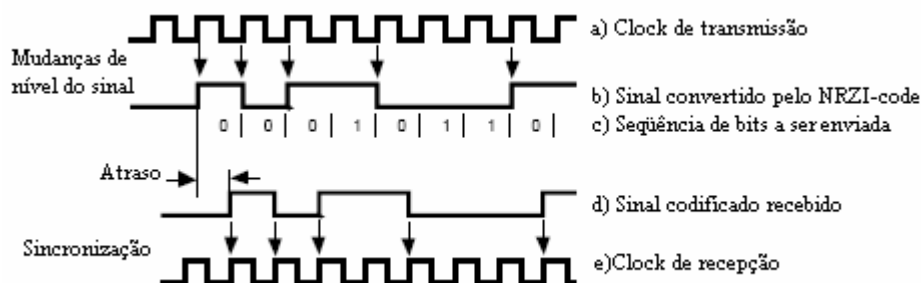 a) Clock de transmissão
Mudanças de
nível do sinal
b) Sinal convertido pelo NRZI-code
0 | 0 | 0 | 1 | 0 | 1 | 1 | 0 |
c) Seqüência de bits a ser enviada
Atraso
d) Sinal codificado recebido
Sincronização
e)Clock de recepção